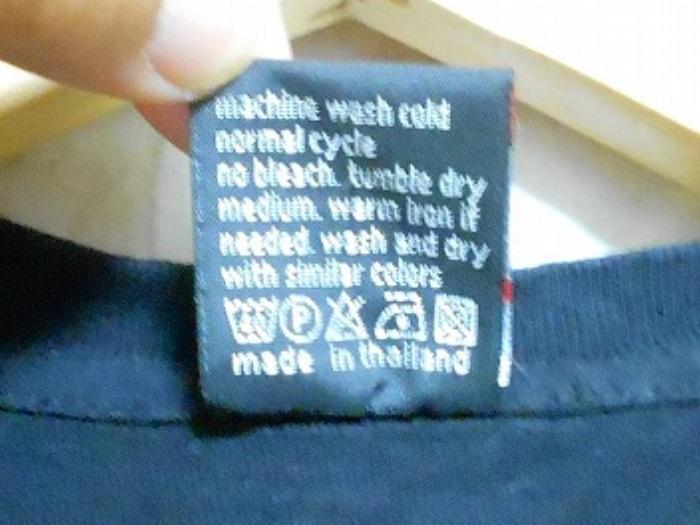 machine wash cold
normal cycle
no bleach. tumble dry
medium. warm iron if
needed. wash and dry
with similar colors
P
made in thailand